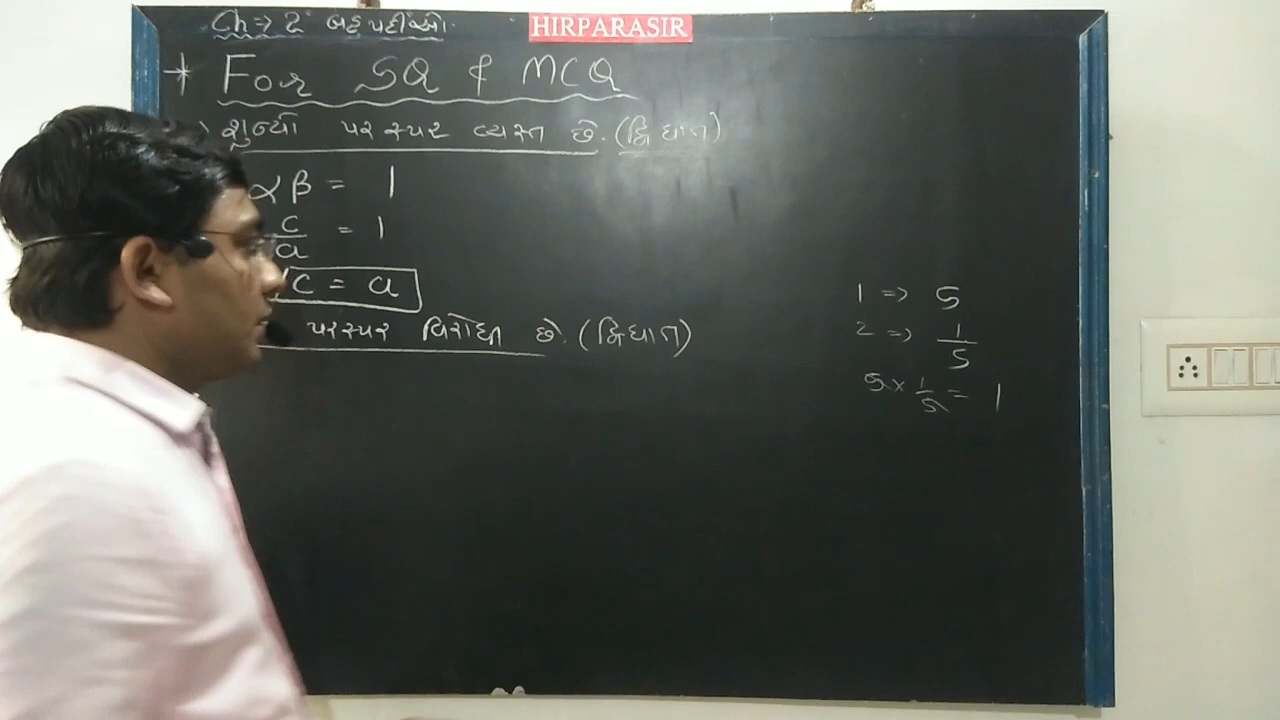 Ch => 2 બહુપદીઓ.
HIRPARASIR
* For SQ & MCQ
) શુન્યો પરસ્પર વ્યસ્ત છે. (દ્વિઘાત)
αβ = 1
c/a = 1
c = a
પરસ્પર વિરોધી છે. (દ્વિઘાત)
1 => 5
2 => 1/5
5 × 1/5 = 1